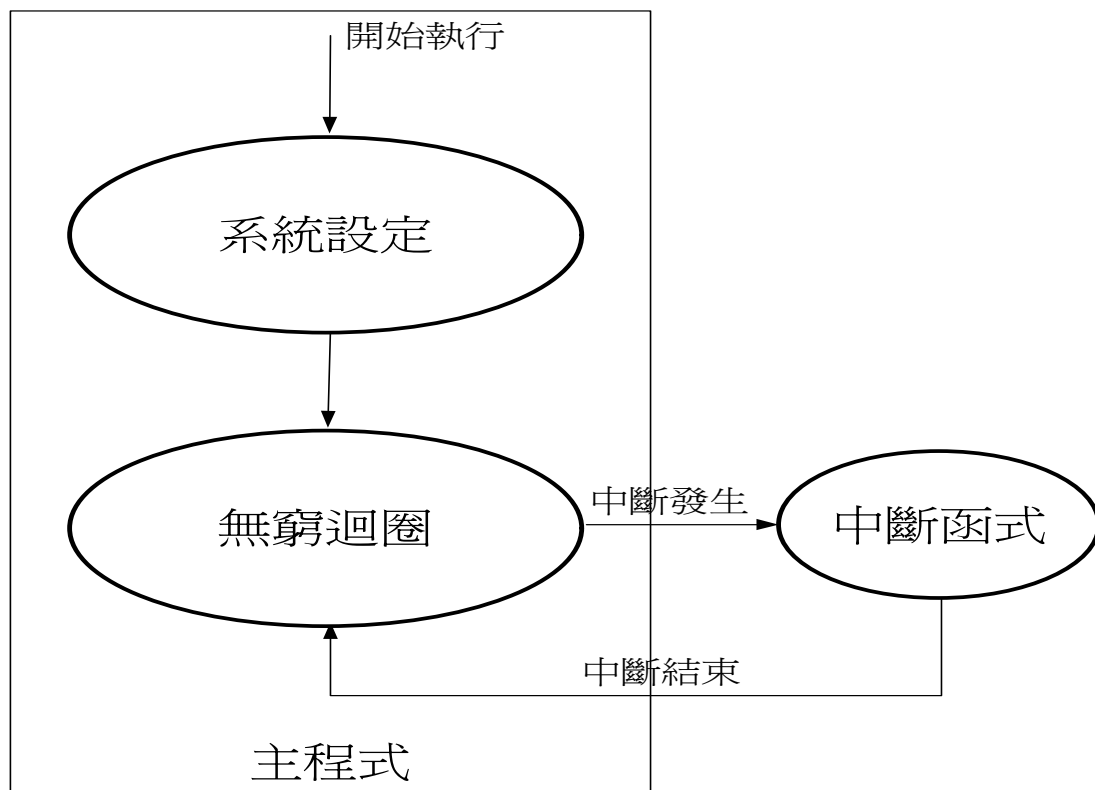 開始執行
系統設定
無窮迴圈
中斷發生
中斷函式
中斷結束
主程式